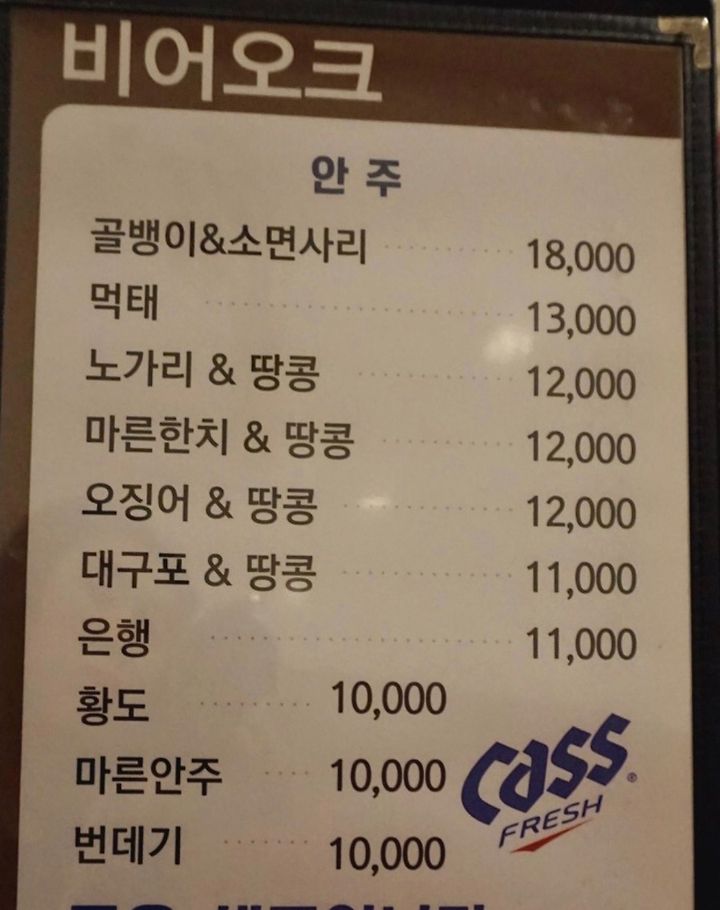 비어오크
안주
골뱅이&소면사리 18,000
먹태 13,000
노가리 & 땅콩 12,000
마른한치 & 땅콩 12,000
오징어 & 땅콩 12,000
대구포 & 땅콩 11,000
은행 11,000
황도 10,000
마른안주 10,000
번데기 10,000
Cass
FRESH